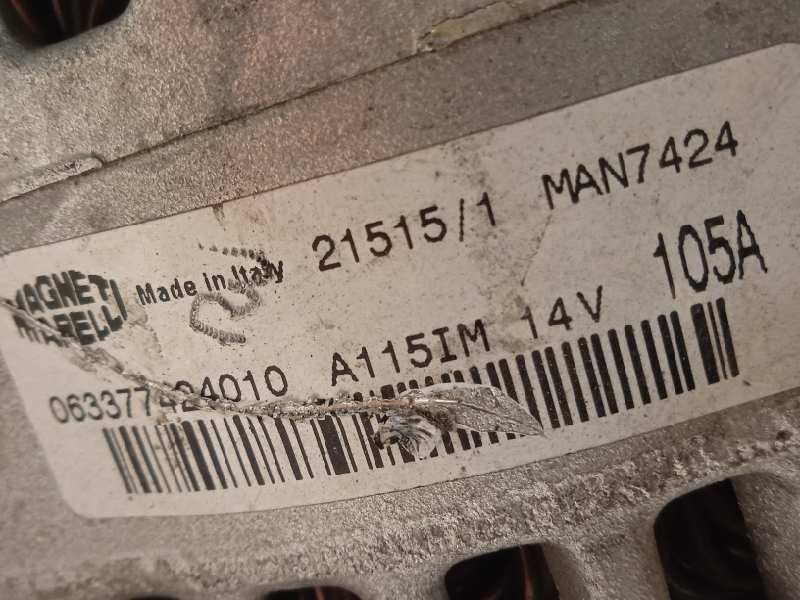 MAGNETI
MARELLI
Made in Italy
21515/1
MAN7424
105A
063377424010
A115IM
14V